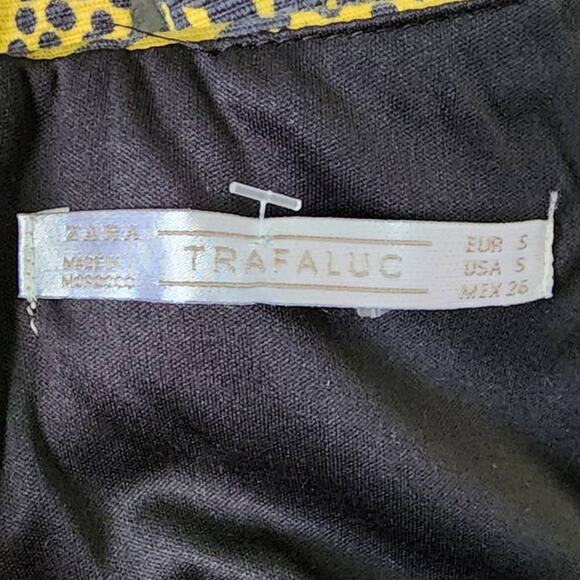 ZARA
MADE IN
MOROCCO
TRAFALUC
EUR S
USA S
MEX 26